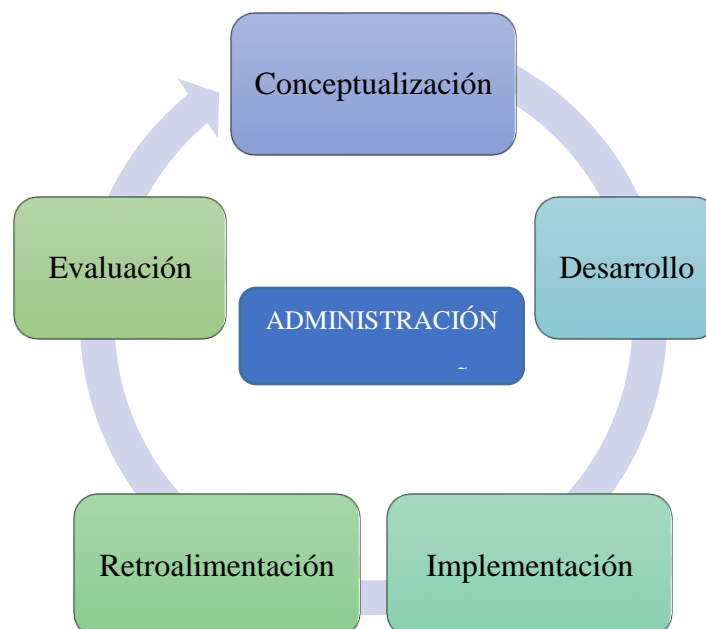 Conceptualización
Desarrollo
Implementación
Retroalimentación
Evaluación
ADMINISTRACIÓN